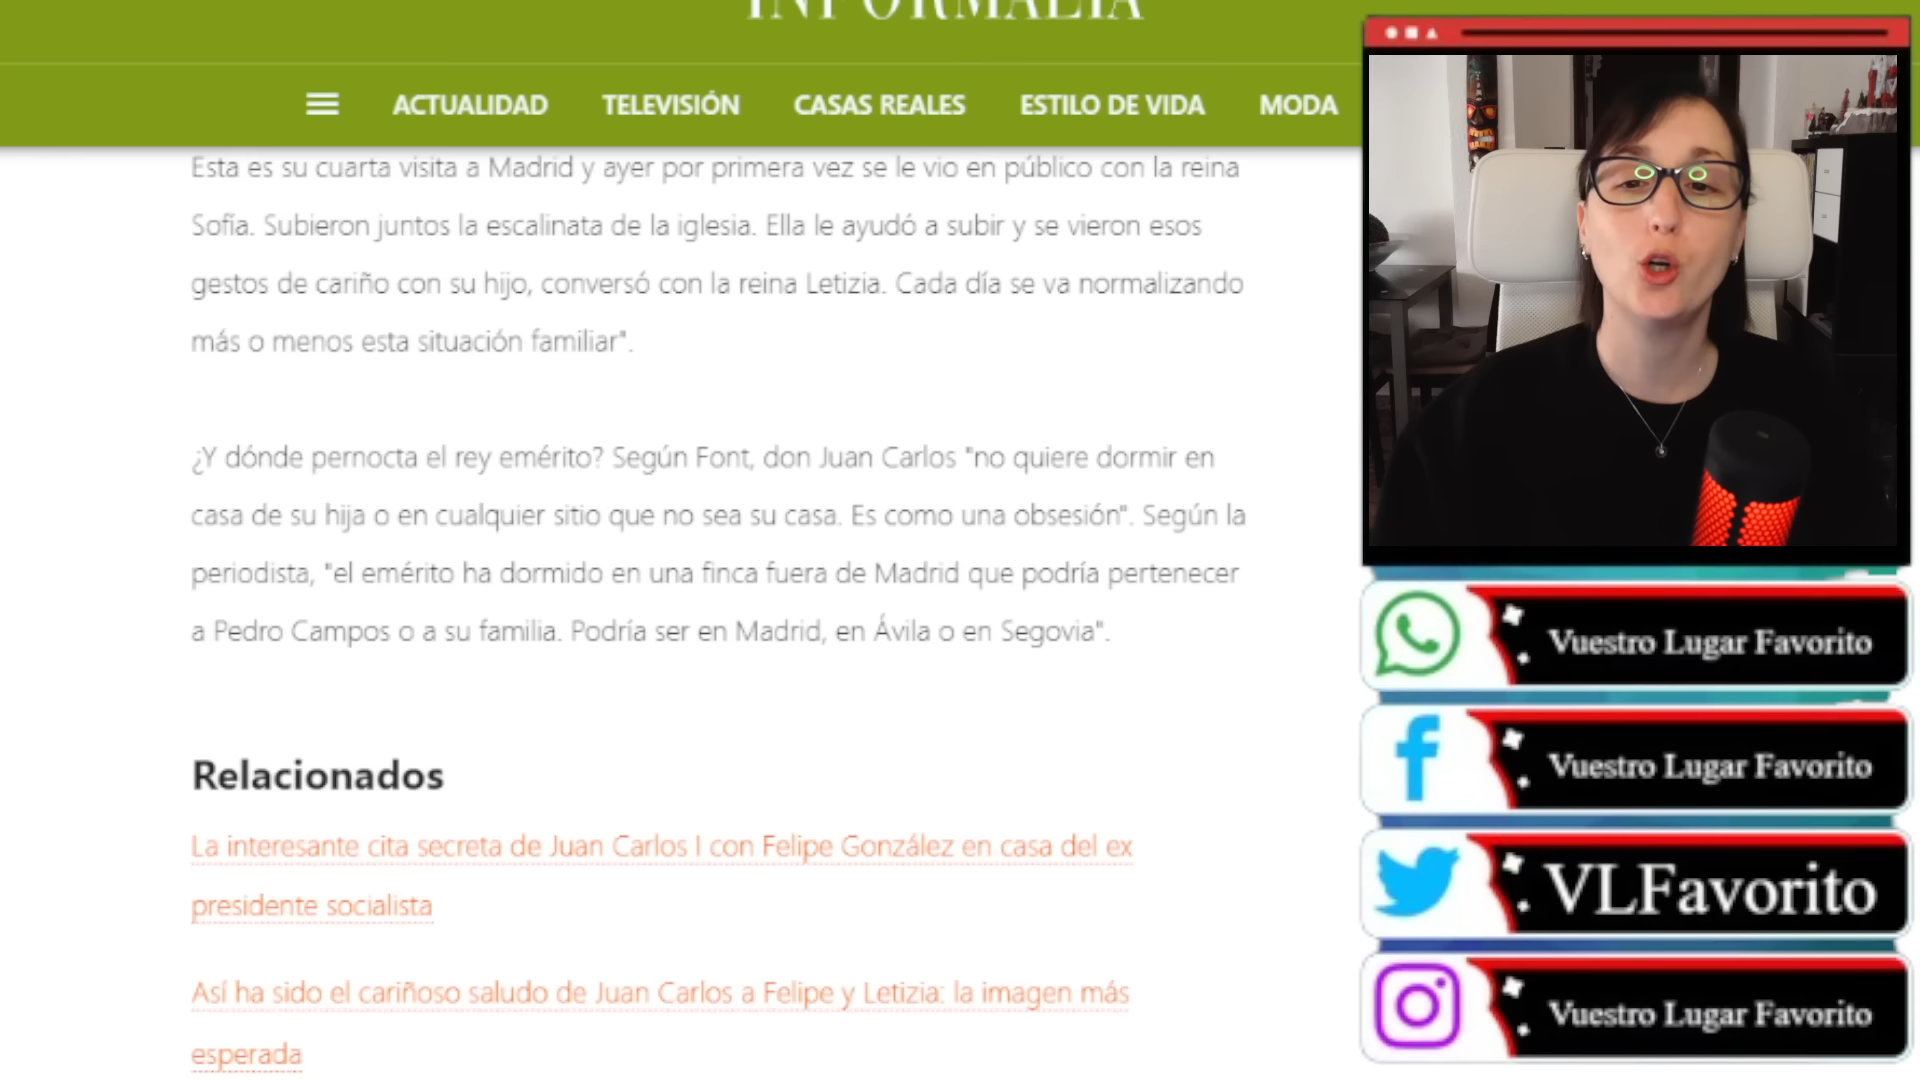 INFORMALIA
ACTUALIDAD TELEVISIÓN CASAS REALES ESTILO DE VIDA MODA
Esta es su cuarta visita a Madrid y ayer por primera vez se le vio en público con la reina
Sofía. Subieron juntos la escalinata de la iglesia. Ella le ayudó a subir y se vieron esos
gestos de cariño con su hijo, conversó con la reina Letizia. Cada día se va normalizando
más o menos esta situación familiar".
¿Y dónde pernocta el rey emérito? Según Font, don Juan Carlos "no quiere dormir en
casa de su hija o en cualquier sitio que no sea su casa. Es como una obsesión". Según la
periodista, "el emérito ha dormido en una finca fuera de Madrid que podría pertenecer
a Pedro Campos o a su familia. Podría ser en Madrid, en Ávila o en Segovia".
Relacionados
La interesante cita secreta de Juan Carlos I con Felipe González en casa del ex
presidente socialista
Así ha sido el cariñoso saludo de Juan Carlos a Felipe y Letizia: la imagen más
esperada
Vuestro Lugar Favorito
Vuestro Lugar Favorito
VLFavorito
Vuestro Lugar Favorito